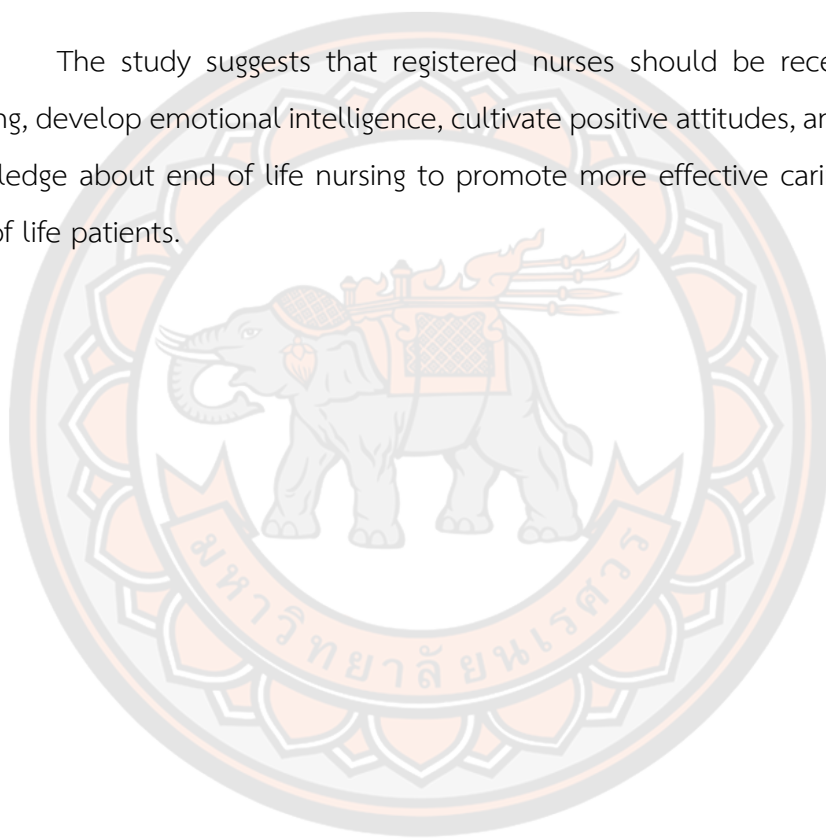 The study suggests that registered nurses should be rece
ng, develop emotional intelligence, cultivate positive attitudes, ar
ledge about end of life nursing to promote more effective cari
of life patients.
มหาวิทยาลัยนเรศวร